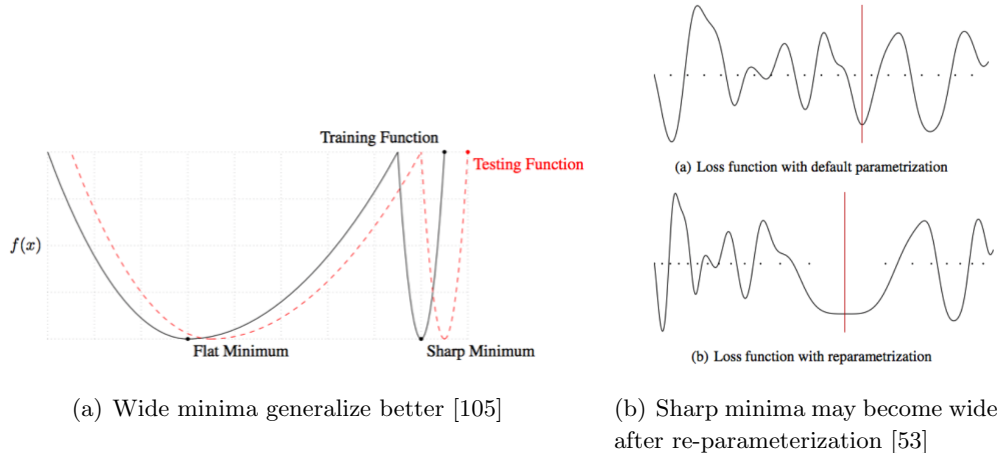 Training Function
Testing Function
f(x)
Flat Minimum
Sharp Minimum
(a) Wide minima generalize better [105]
(a) Loss function with default parametrization
(b) Loss function with reparametrization
(b) Sharp minima may become wide
after re-parameterization [53]